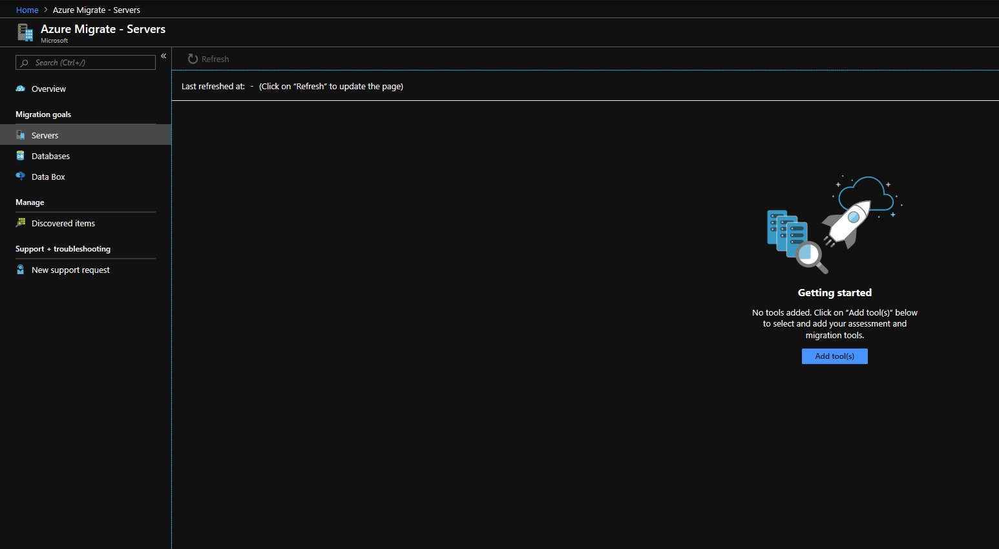 Home > Azure Migrate - Servers
Azure Migrate - Servers
Microsoft
Search (Ctrl+/)
«
Overview
Migration goals
Servers
Databases
Data Box
Manage
Discovered items
Support + troubleshooting
New support request
Refresh
Last refreshed at: - (Click on “Refresh” to update the page)
Getting started
No tools added. Click on “Add tool(s)” below
to select and add your assessment and
migration tools.
Add tool(s)